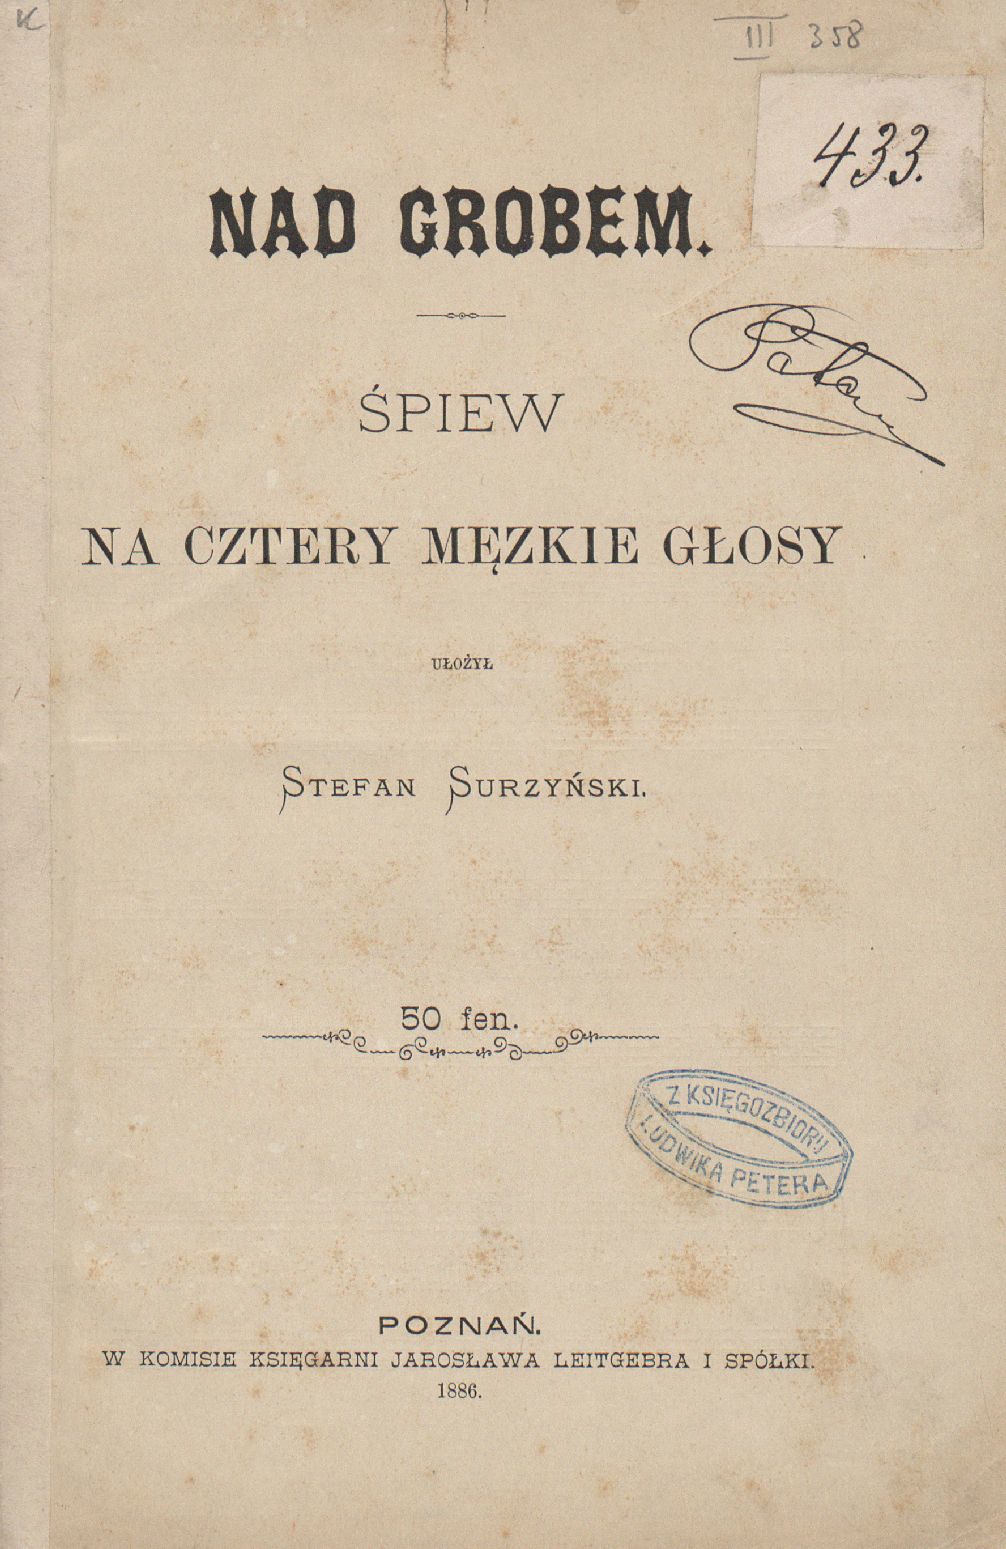 K
III 358
433.
NAD GROBEM.
ŚPIEW
NA CZTERY MĘZKIE GŁOSY
UŁOŻYŁ
STEFAN SURZYŃSKI.
50 fen.
Z KSIĘGOZBIORU
LUDWIKA PETERA
POZNAŃ.
W KOMISIE KSIĘGARNI JAROSŁAWA LEITGEBRA I SPÓŁKI.
1886.